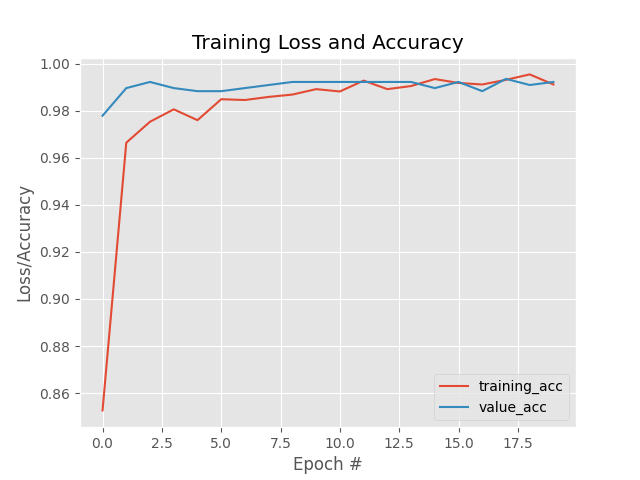 Training Loss and Accuracy
1.00
0.98
0.96
0.94
0.92
0.90
0.88
0.86
Loss/Accuracy
training_acc
value_acc
0.0 2.5 5.0 7.5 10.0 12.5 15.0 17.5
Epoch #